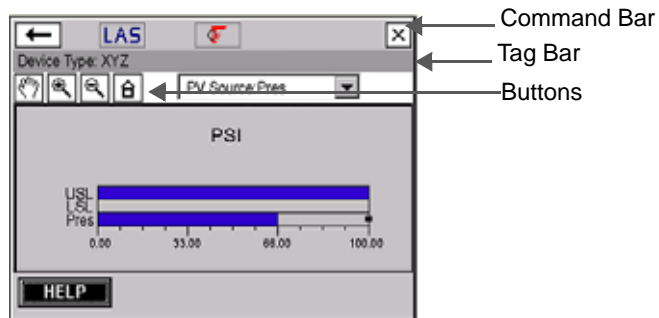 Command Bar
LAS
Tag Bar
Device Type: XYZ
Buttons
PV Source:Pres
PSI
USL
LSL
Pres
0.00 33.00 66.00 100.00
HELP